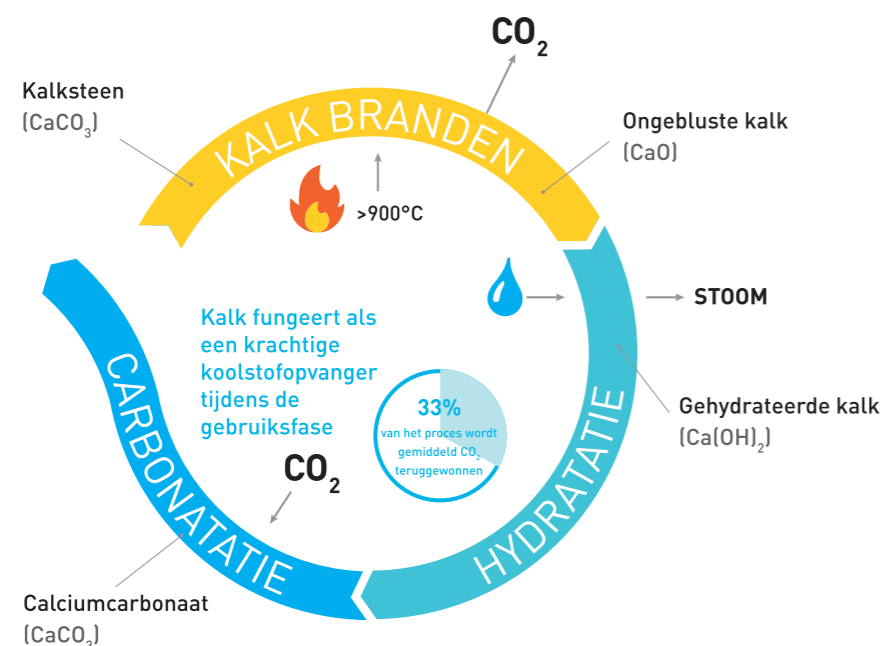 CO₂
Kalksteen
(CaCO₃)
KALK BRANDEN
Ongebluste kalk
(CaO)
>900°C
STOOM
Kalk fungeert als
een krachtige
koolstofopvanger
tijdens de
gebruiksfase
33%
van het proces wordt
gemiddeld CO₂
teruggewonnen
Gehydrateerde kalk
(Ca(OH)₂)
HYDRATATIE
CO₂
CARBONATATIE
Calciumcarbonaat
(CaCO₃)